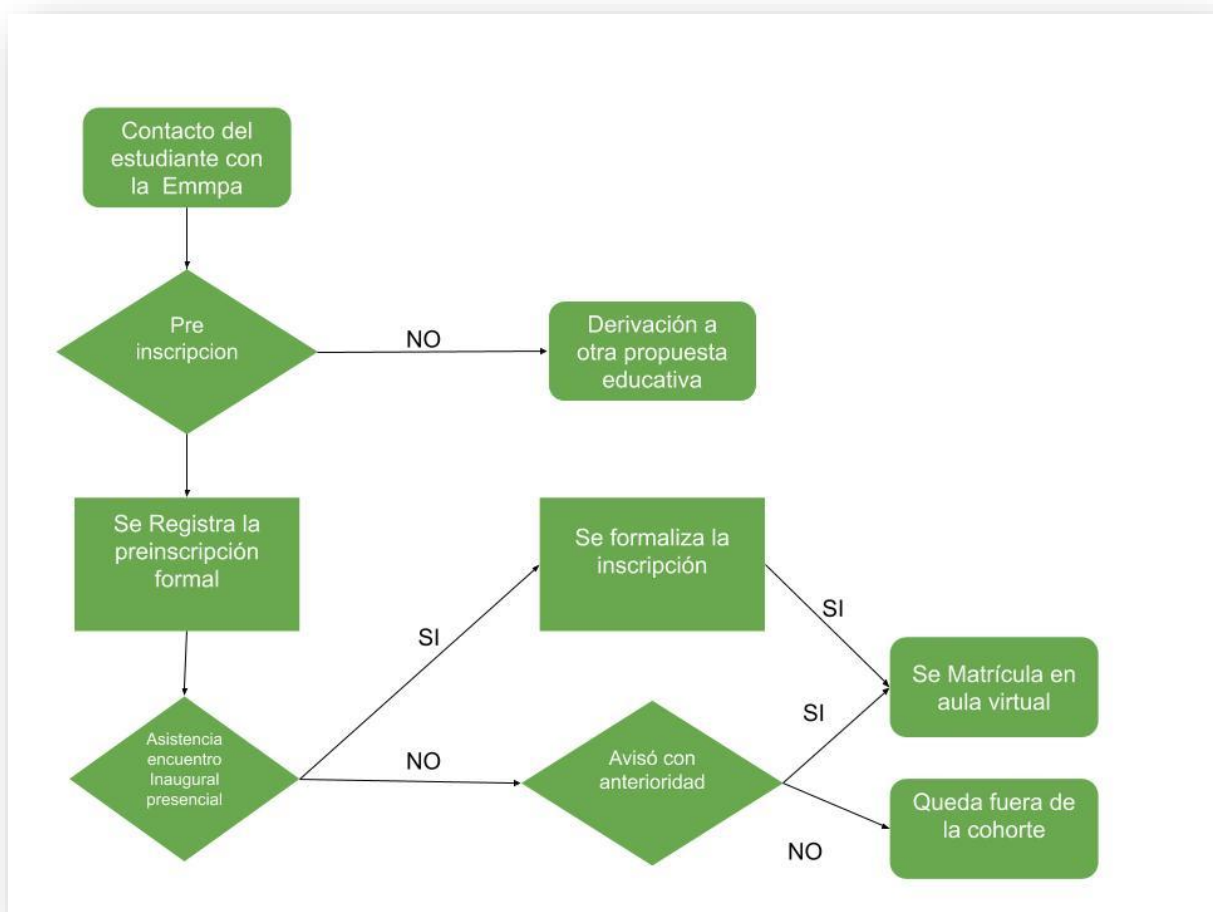 Contacto del
estudiante con
la Emmpa
Pre
inscripcion
NO
Derivación a
otra propuesta
educativa
Se Registra la
preinscripción
formal
Se formaliza la
inscripción
SI
SI
Se Matrícula en
aula virtual
Asistencia
encuentro
Inaugural
presencial
NO
Avisó con
anterioridad
SI
Queda fuera de
la cohorte
NO